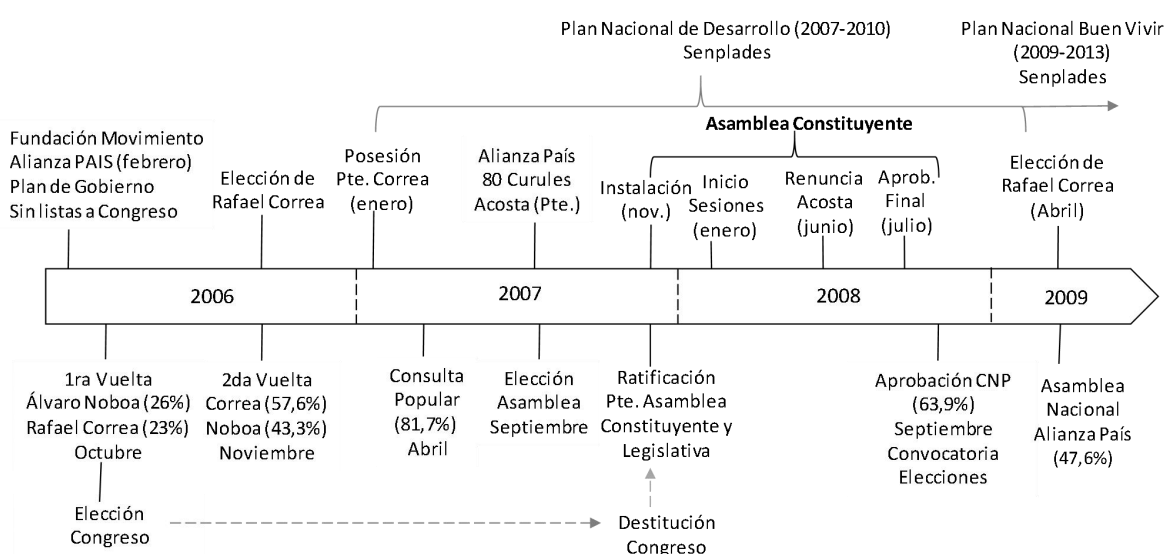 Plan Nacional de Desarrollo (2007-2010)
Senplades
Plan Nacional Buen Vivir
(2009-2013)
Senplades
Asamblea Constituyente
Fundación Movimiento
Alianza PAIS (febrero)
Plan de Gobierno
Sin listas a Congreso
Elección de
Rafael Correa
Posesión
Pte. Correa
(enero)
Alianza País
80 Curules
Acosta (Pte.)
Instalación
(nov.)
Inicio
Sesiones
(enero)
Renuncia
Acosta
(junio)
Aprob.
Final
(julio)
Elección de
Rafael Correa
(Abril)
2006
2007
2008
2009
1ra Vuelta
Álvaro Noboa (26%)
Rafael Correa (23%)
Octubre
2da Vuelta
Correa (57,6%)
Noboa (43,3%)
Noviembre
Consulta
Popular
(81,7%)
Abril
Elección
Asamblea
Septiembre
Ratificación
Pte. Asamblea
Constituyente y
Legislativa
Aprobación CNP
(63,9%)
Septiembre
Convocatoria
Elecciones
Asamblea
Nacional
Alianza País
(47,6%)
Elección
Congreso
Destitución
Congreso